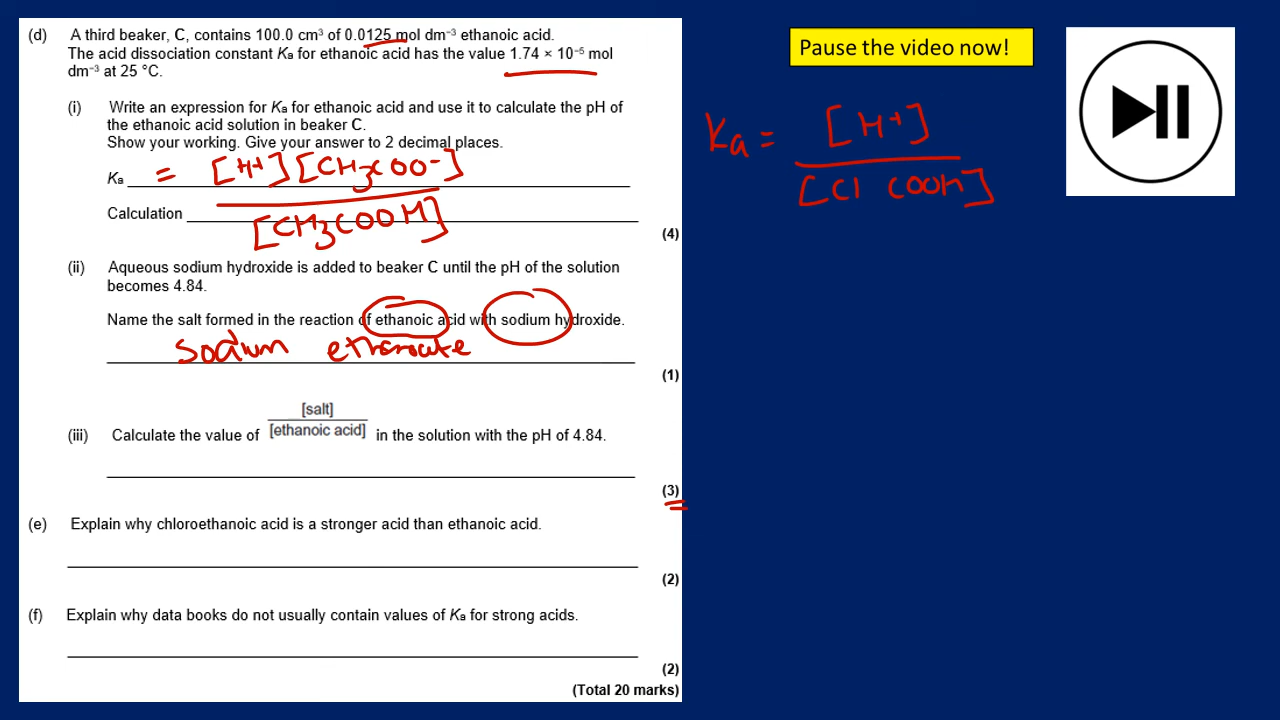 (d) A third beaker, C, contains 100.0 cm³ of 0.0125 mol dm⁻³ ethanoic acid.
The acid dissociation constant Kₐ for ethanoic acid has the value 1.74 × 10⁻⁵ mol
dm⁻³ at 25 °C.
(i) Write an expression for Kₐ for ethanoic acid and use it to calculate the pH of
the ethanoic acid solution in beaker C.
Show your working. Give your answer to 2 decimal places.
Kₐ = [H+][CH3COO-]
Calculation
[CH3COOH]
(4)
(ii) Aqueous sodium hydroxide is added to beaker C until the pH of the solution
becomes 4.84.
Name the salt formed in the reaction of ethanoic acid with sodium hydroxide.
sodium ethanoate
(1)
[salt]
[ethanoic acid]
(iii) Calculate the value of in the solution with the pH of 4.84.
(3)
(e) Explain why chloroethanoic acid is a stronger acid than ethanoic acid.
(2)
(f) Explain why data books do not usually contain values of Kₐ for strong acids.
(2)
(Total 20 marks)
Pause the video now!
Ka = [H+]
[Cl COOH]